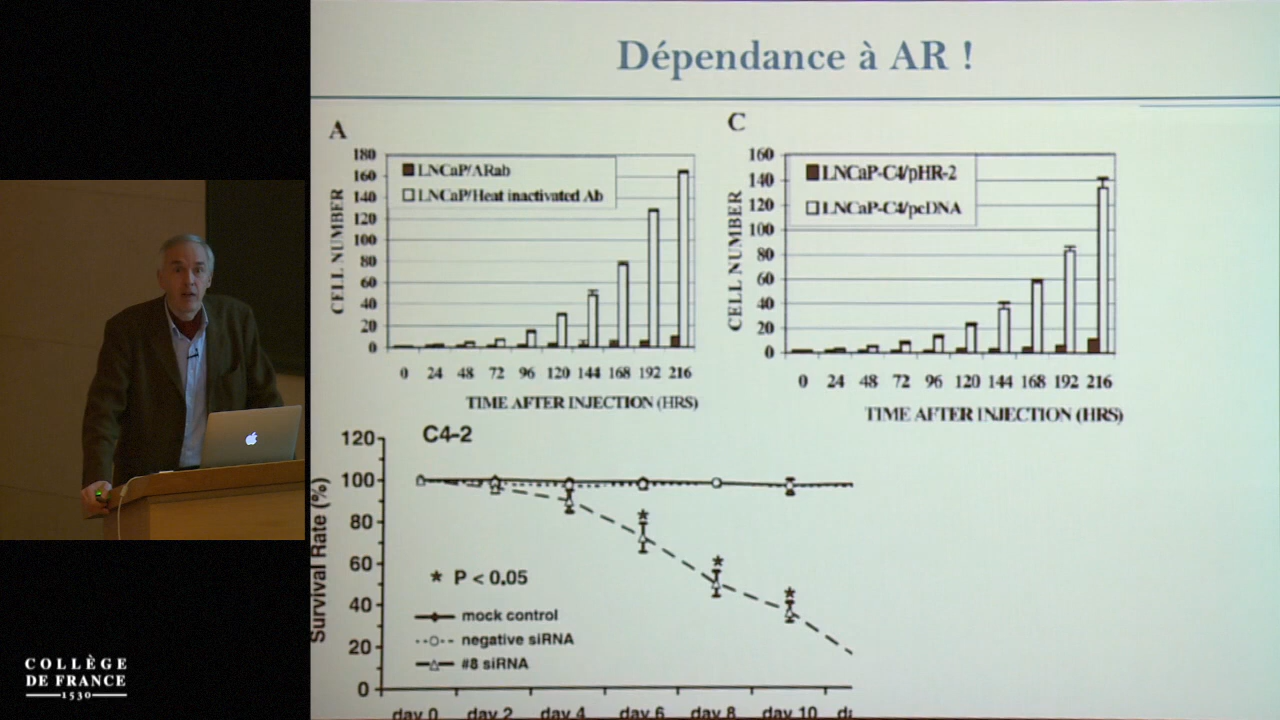 Dépendance à AR !
A
180
160
140
120
100
80
60
40
20
0
CELL NUMBER
LNCaP/ARab
LNCaP/Heat inactivated Ab
0 24 48 72 96 120 144 168 192 216
TIME AFTER INJECTION (HRS)
C
160
140
120
100
80
60
40
20
0
CELL NUMBER
LNCaP-C4/pHR-2
LNCaP-C4/pcDNA
0 24 48 72 96 120 144 168 192 216
TIME AFTER INJECTION (HRS)
C4-2
120
100
80
60
40
20
0
Survival Rate (%)
* * *
* P < 0.05
mock control
negative siRNA
#8 siRNA
day 0 day 2 day 4 day 6 day 8 day 10
COLLÈGE
DE FRANCE
1530